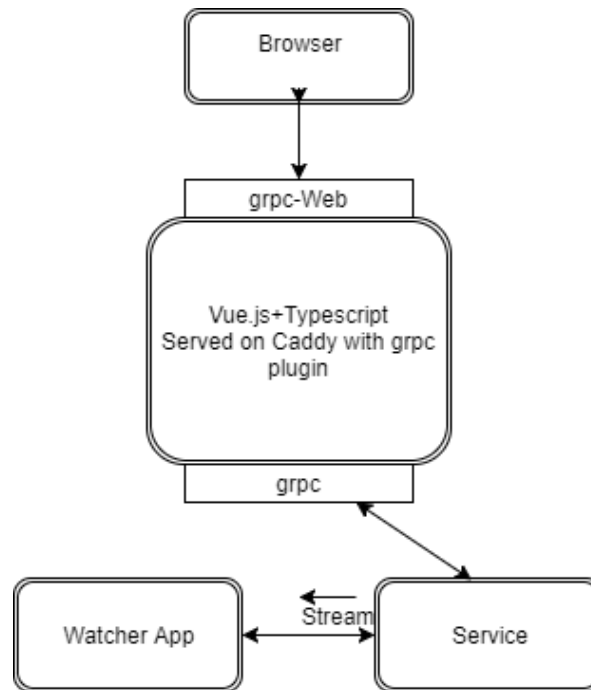 Browser
grpc-Web
Vue.js+Typescript
Served on Caddy with grpc
plugin
grpc
Stream
Watcher App
Service